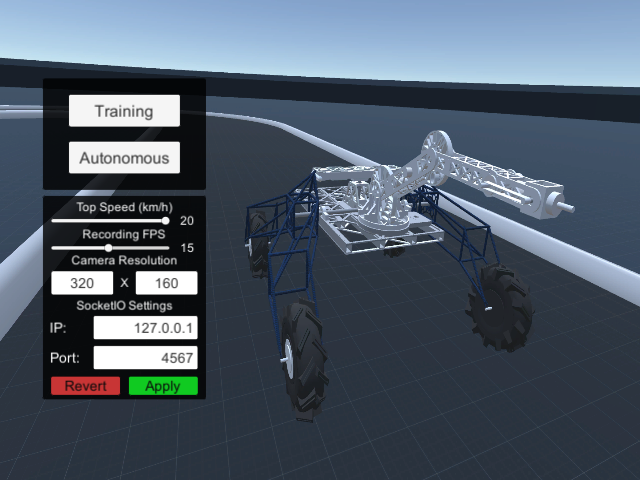 Training
Autonomous
Top Speed (km/h)
20
Recording FPS
15
Camera Resolution
320 X 160
SocketIO Settings
IP: 127.0.0.1
Port: 4567
Revert Apply